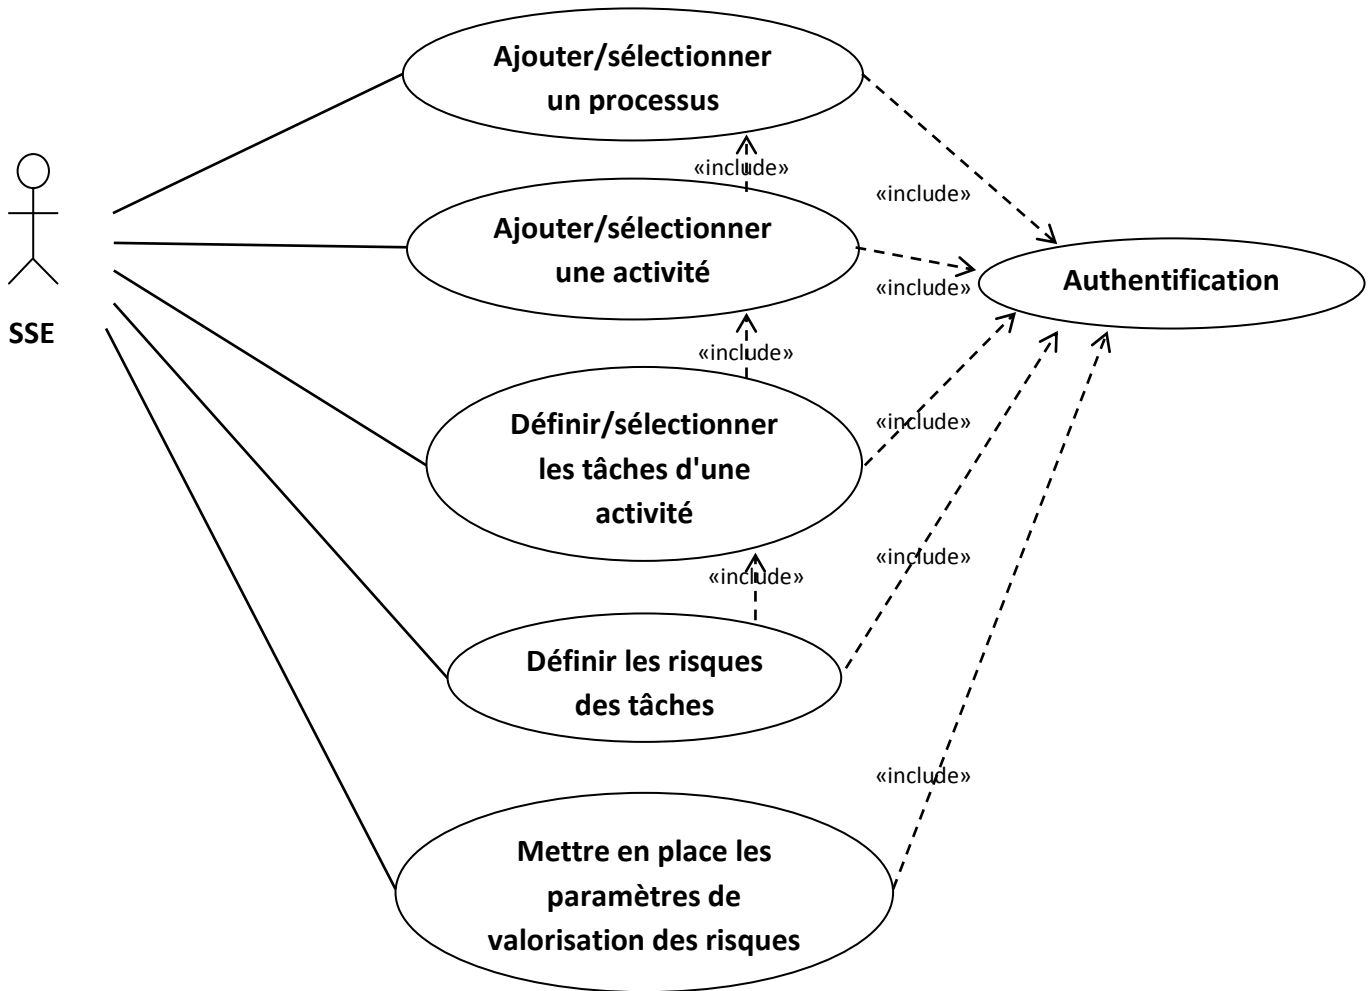 Ajouter/sélectionner
un processus
«include»
«include»
Ajouter/sélectionner
une activité
«include»
Authentification
SSE
«include»
Définir/sélectionner
les tâches d'une
activité
«include»
«include»
«include»
Définir les risques
des tâches
«include»
Mettre en place les
paramètres de
valorisation des risques